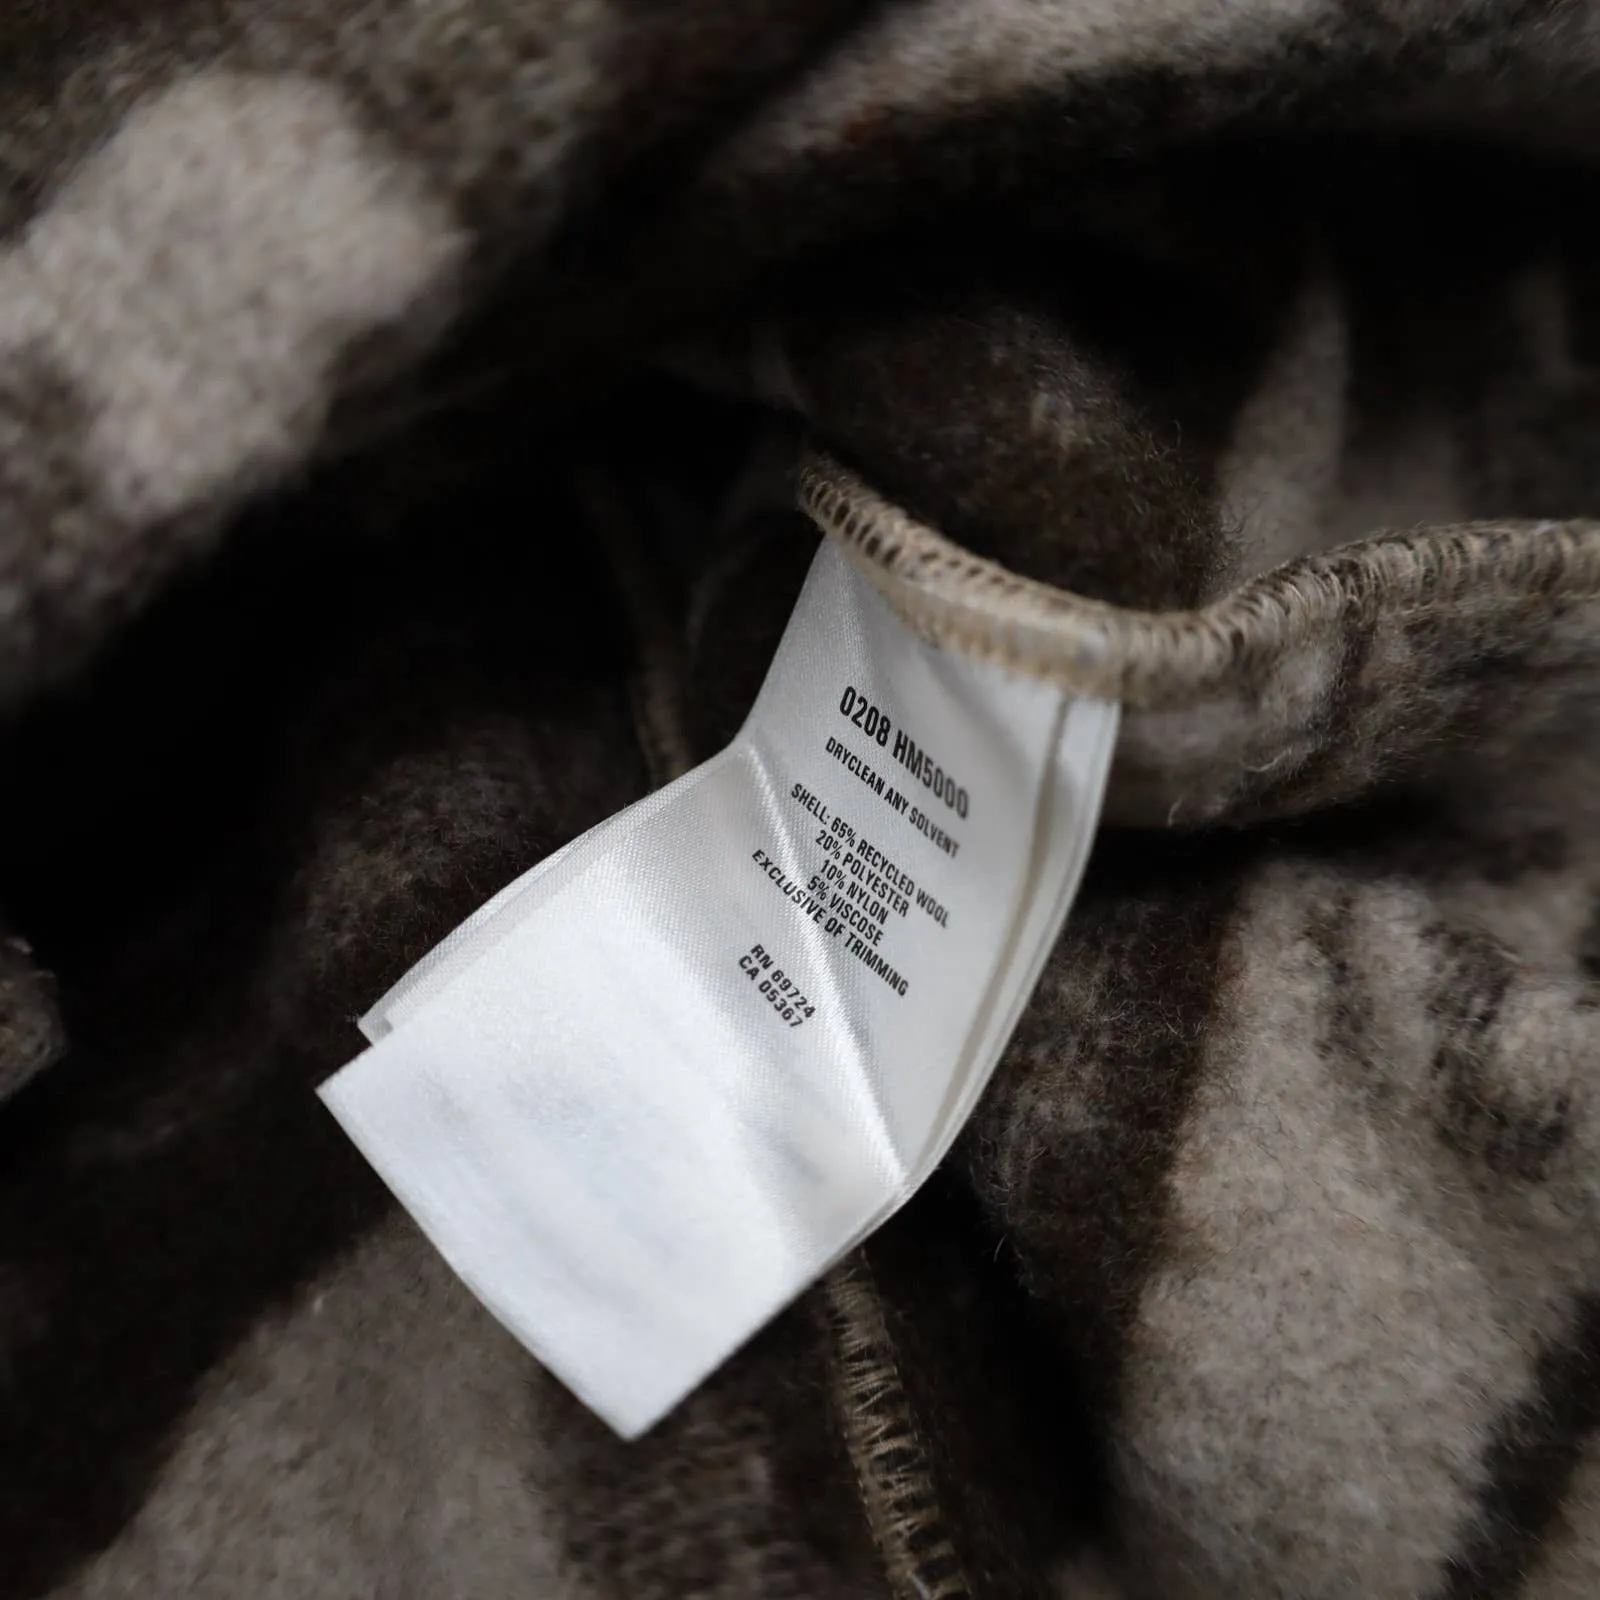 0208 HM5000
DRYCLEAN ANY SOLVENT
SHELL: 65% RECYCLED WOOL
20% POLYESTER
10% NYLON
5% VISCOSE
EXCLUSIVE OF TRIMMING
RN 69724
CA 05367